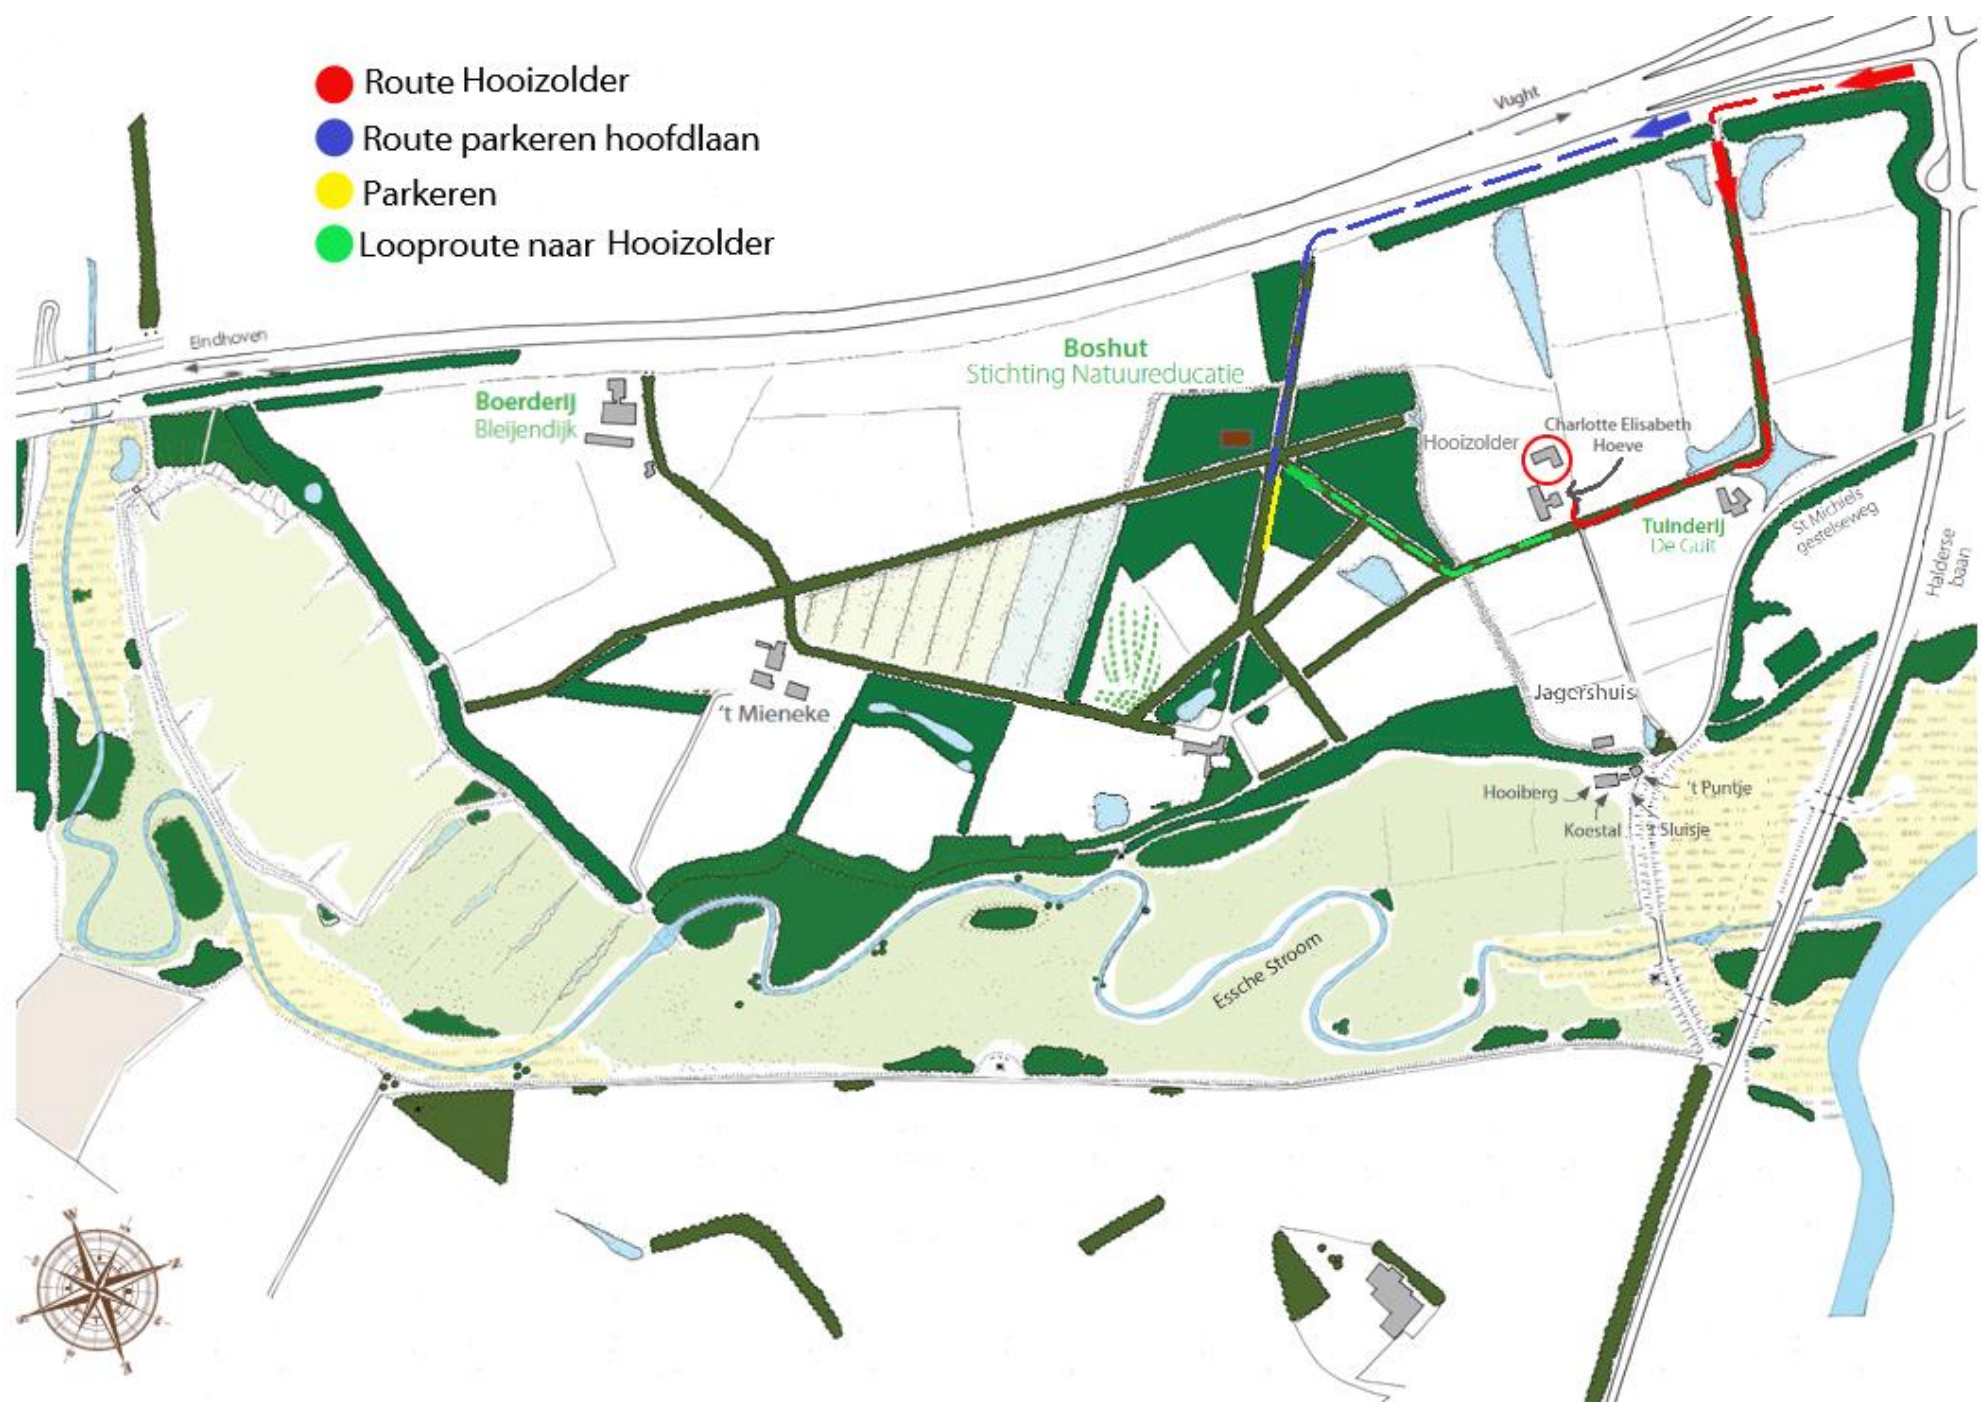 Route Hooizolder
Route parkeren hoofdlaan
Parkeren
Looproute naar Hooizolder
Vught
Eindhoven
Boshut
Stichting Natuureducatie
Boerderij
Bleijendijk
Hooizolder
Charlotte Elisabeth
Hoeve
Tuinderij
De Guit
St Michiels
gestelseweg
Halderse
baan
't Mieneke
Jagershuis
Hooiberg
't Puntje
Koestal
't Sluisje
Essche Stroom
W
N
E